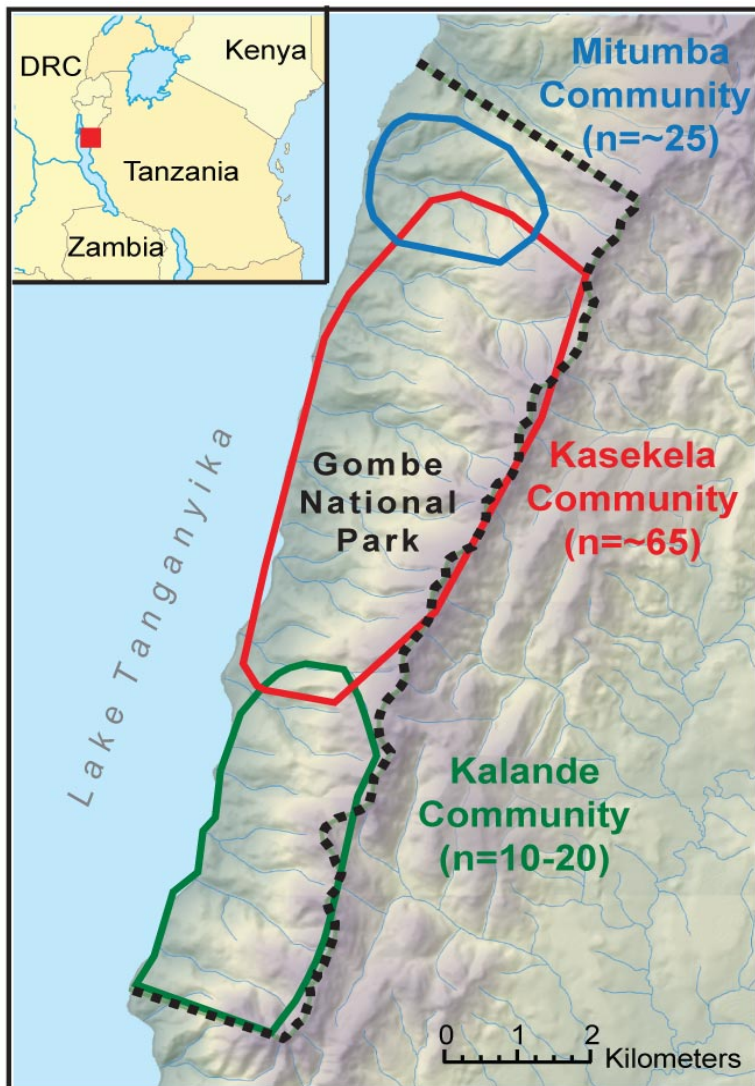 DRC
Kenya
Tanzania
Zambia
Mitumba
Community
(n=~25)
Gombe
National
Park
Kasekela
Community
(n=~65)
Lake Tanganyika
Kalande
Community
(n=10-20)
0 1 2
Kilometers